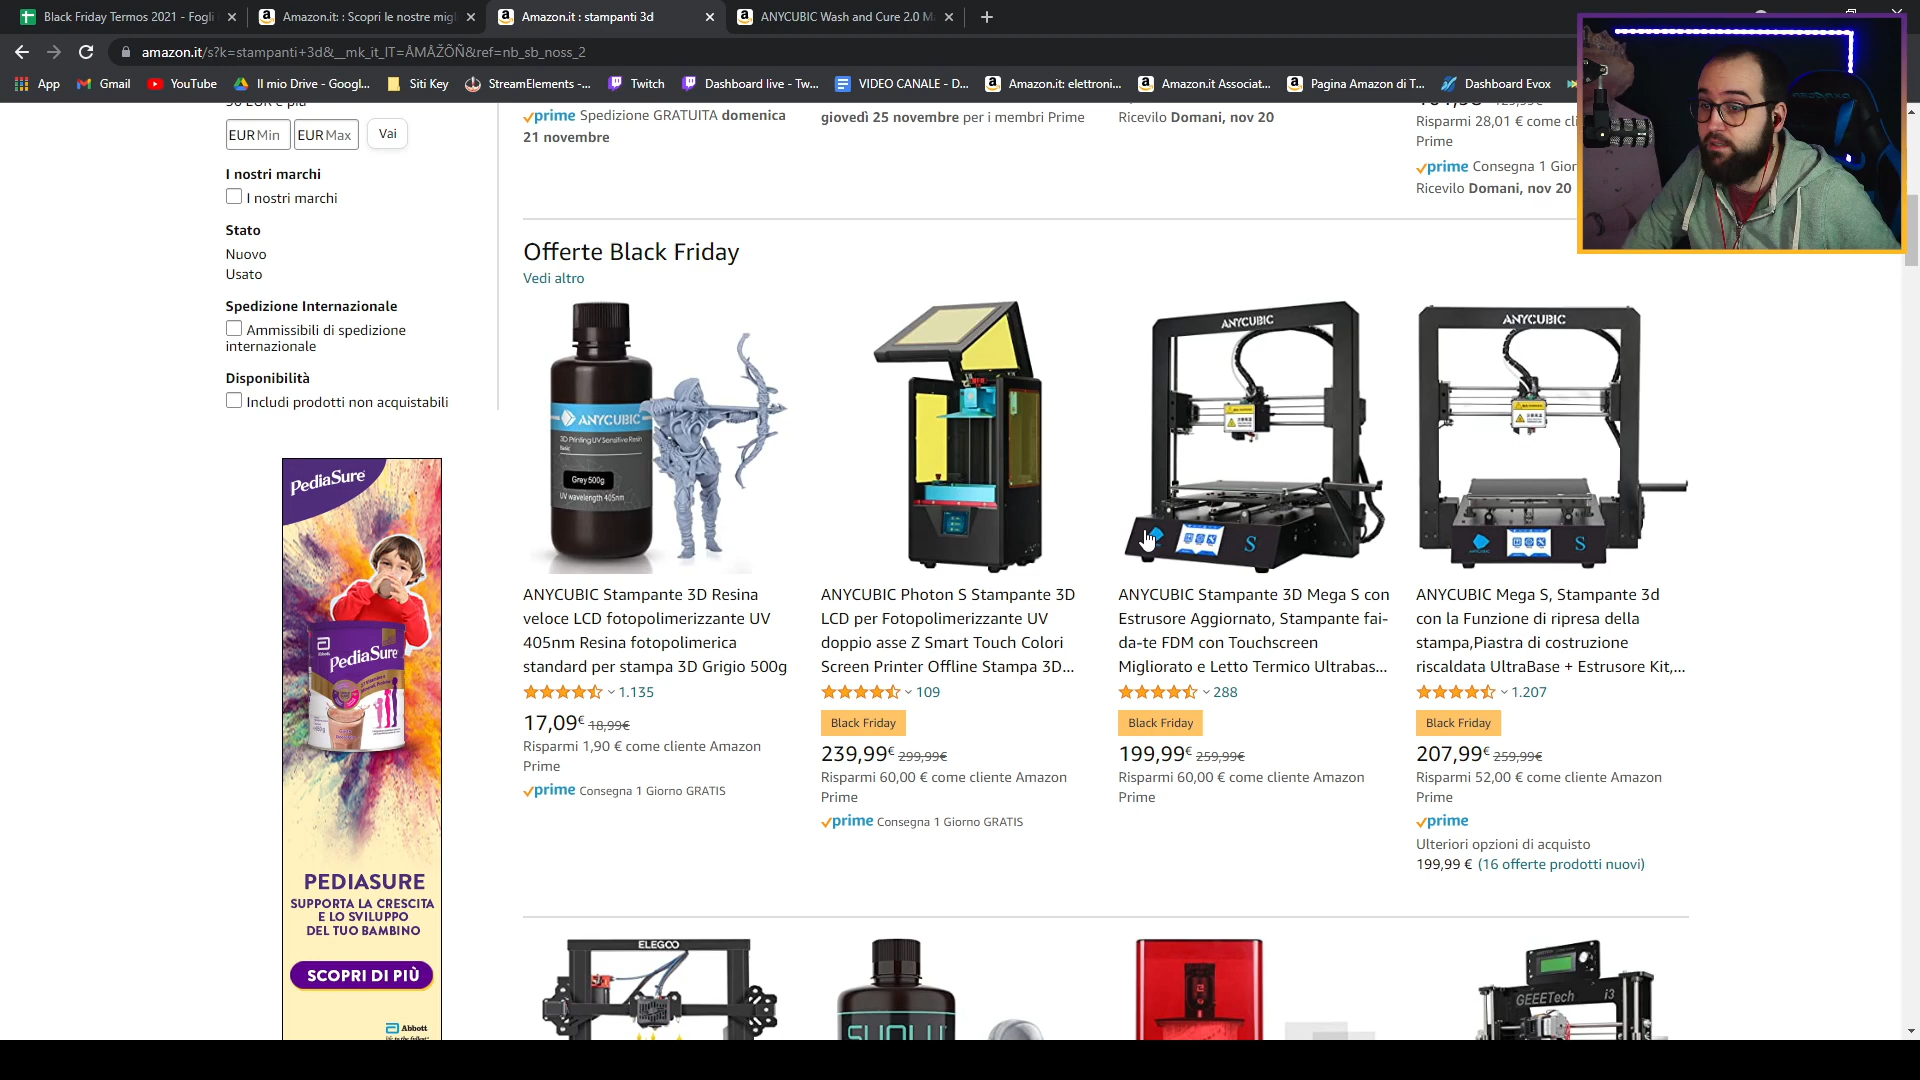 Black Friday Termos 2021 - Fogli
Amazon.it: : Scopri le nostre migl
Amazon.it : stampanti 3d
ANYCUBIC Wash and Cure 2.0 M
amazon.it/s?k=stampanti+3d&__mk_it_IT=ÅMÅŽÕÑ&ref=nb_sb_noss_2
App
Gmail
YouTube
Il mio Drive - Googl...
Siti Key
StreamElements -...
Twitch
Dashboard live - Tw...
VIDEO CANALE - D...
Amazon.it: elettroni...
Amazon.it Associat...
Pagina Amazon di T...
Dashboard Evox
EUR Min EUR Max Vai
I nostri marchi
I nostri marchi
Stato
Nuovo
Usato
Spedizione Internazionale
Ammissibili di spedizione
internazionale
Disponibilità
Includi prodotti non acquistabili
prime Spedizione GRATUITA domenica
21 novembre
giovedì 25 novembre per i membri Prime
Ricevilo Domani, nov 20
Risparmi 28,01 € come cli
Prime
prime Consegna 1 Gior
Ricevilo Domani, nov 20
Offerte Black Friday
Vedi altro
ANYCUBIC
3D Printing UV Sensitive Resin
Basic
Grey 500g
UV wavelength 405nm
ANYCUBIC
S
ANYCUBIC
ANYCUBIC
S
ANYCUBIC Stampante 3D Resina
veloce LCD fotopolimerizzante UV
405nm Resina fotopolimerica
standard per stampa 3D Grigio 500g
1.135
17,09€ 18,99€
Risparmi 1,90 € come cliente Amazon
Prime
prime Consegna 1 Giorno GRATIS
ANYCUBIC Photon S Stampante 3D
LCD per Fotopolimerizzante UV
doppio asse Z Smart Touch Colori
Screen Printer Offline Stampa 3D...
109
Black Friday
239,99€ 299,99€
Risparmi 60,00 € come cliente Amazon
Prime
prime Consegna 1 Giorno GRATIS
ANYCUBIC Stampante 3D Mega S con
Estrusore Aggiornato, Stampante fai-
da-te FDM con Touchscreen
Migliorato e Letto Termico Ultrabas...
288
Black Friday
199,99€ 259,99€
Risparmi 60,00 € come cliente Amazon
Prime
ANYCUBIC Mega S, Stampante 3d
con la Funzione di ripresa della
stampa,Piastra di costruzione
riscaldata UltraBase + Estrusore Kit,...
1.207
Black Friday
207,99€ 259,99€
Risparmi 52,00 € come cliente Amazon
Prime
prime
Ulteriori opzioni di acquisto
199,99 € (16 offerte prodotti nuovi)
PediaSure
PediaSure
PEDIASURE
SUPPORTA LA CRESCITA
E LO SVILUPPO
DEL TUO BAMBINO
SCOPRI DI PIÙ
Abbott
ELEGOO
SUNLU
GEEETech i3